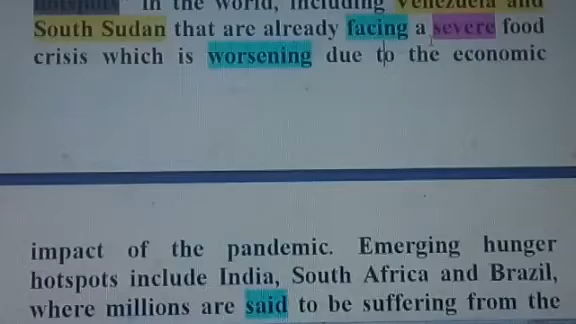 hotspots" in the world, including Venezuela and
South Sudan that are already facing a severe food
crisis which is worsening due to the economic
impact of the pandemic. Emerging hunger
hotspots include India, South Africa and Brazil,
where millions are said to be suffering from the